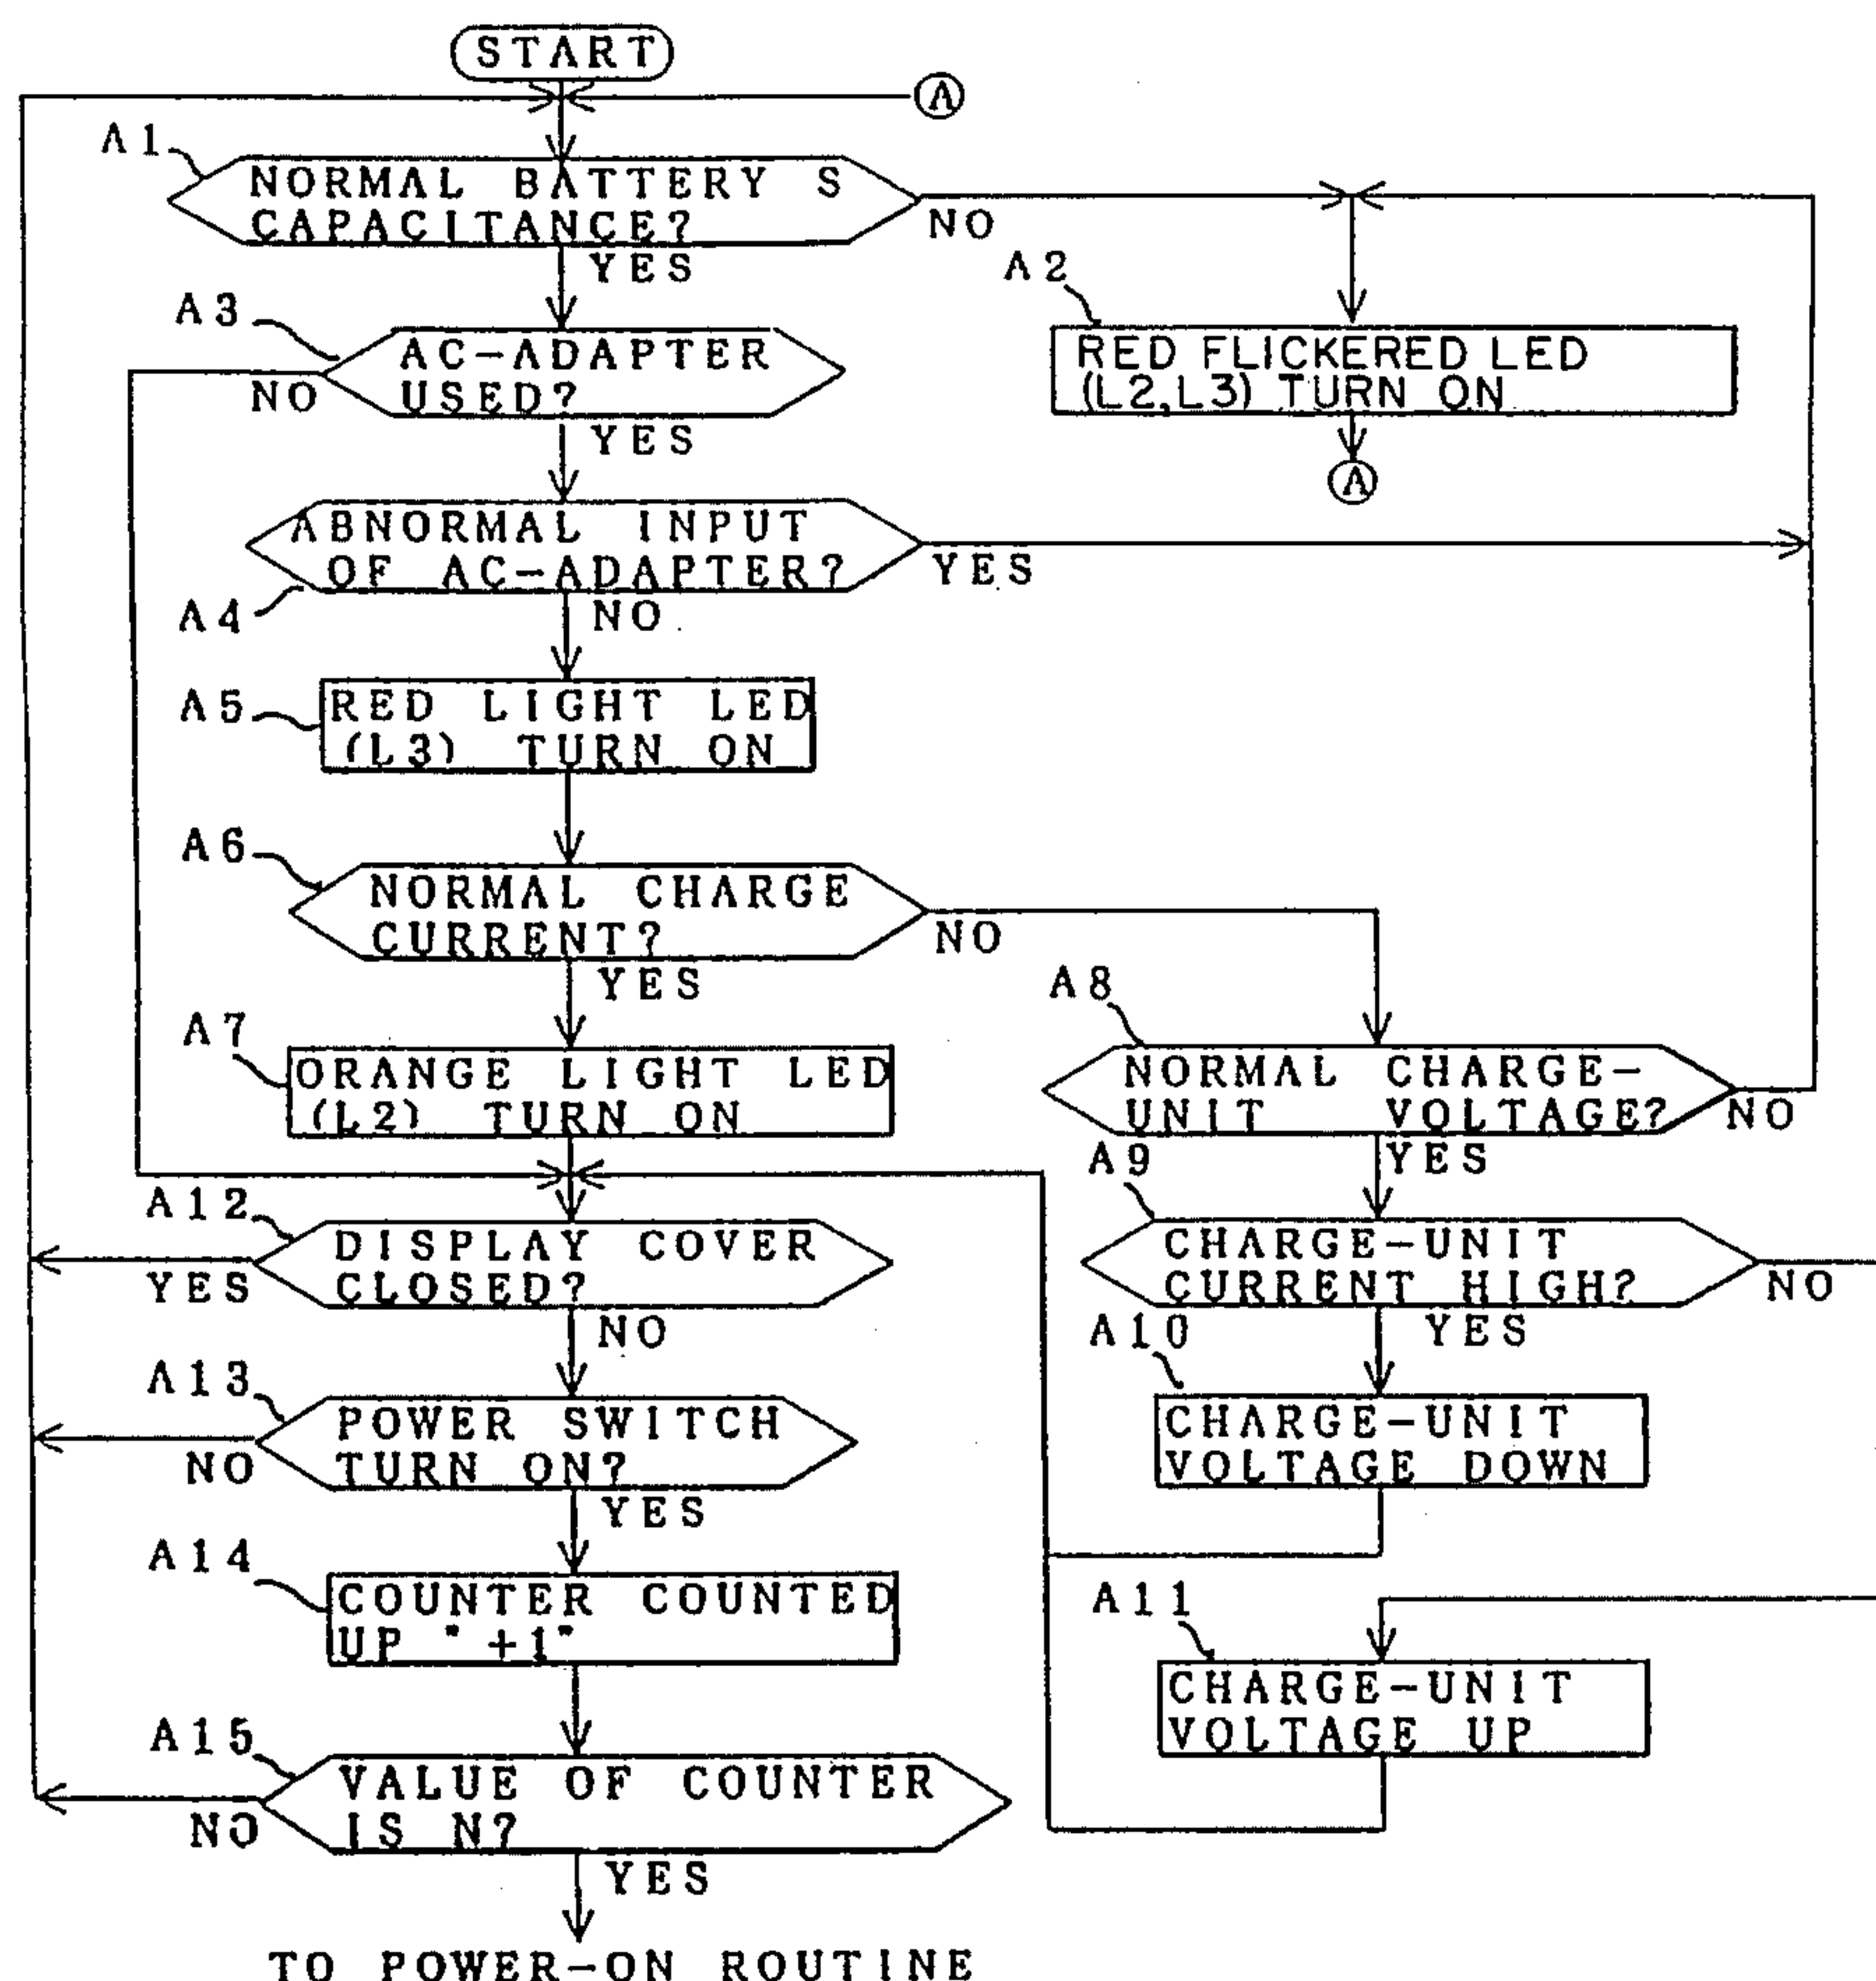 START
A
A1
NORMAL BATTERY S
CAPACITANCE?
NO
YES
A2
RED FLICKERED LED
(L2,L3) TURN ON
A
A3
AC-ADAPTER
USED?
NO
YES
ABNORMAL INPUT
OF AC-ADAPTER?
YES
A4
NO
A5
RED LIGHT LED
(L3) TURN ON
A6
NORMAL CHARGE
CURRENT?
NO
YES
A7
ORANGE LIGHT LED
(L2) TURN ON
A8
NORMAL CHARGE-
UNIT VOLTAGE?
NO
YES
A9
CHARGE-UNIT
CURRENT HIGH?
NO
YES
A10
CHARGE-UNIT
VOLTAGE DOWN
A11
CHARGE-UNIT
VOLTAGE UP
A12
DISPLAY COVER
CLOSED?
YES
NO
A13
POWER SWITCH
TURN ON?
NO
YES
A14
COUNTER COUNTED
UP "+1"
A15
VALUE OF COUNTER
IS N?
NO
YES
TO POWER-ON ROUTINE